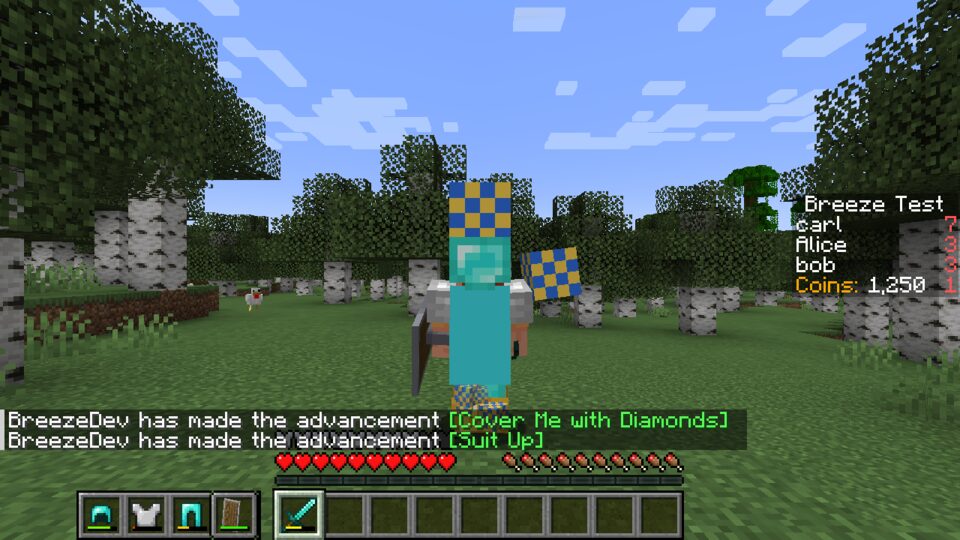 Breeze Test
carl 7
Alice 3
bob 3
Coins: 1,250 1
BreezeDev has made the advancement [Cover Me with Diamonds]
BreezeDev has made the advancement [Suit Up]